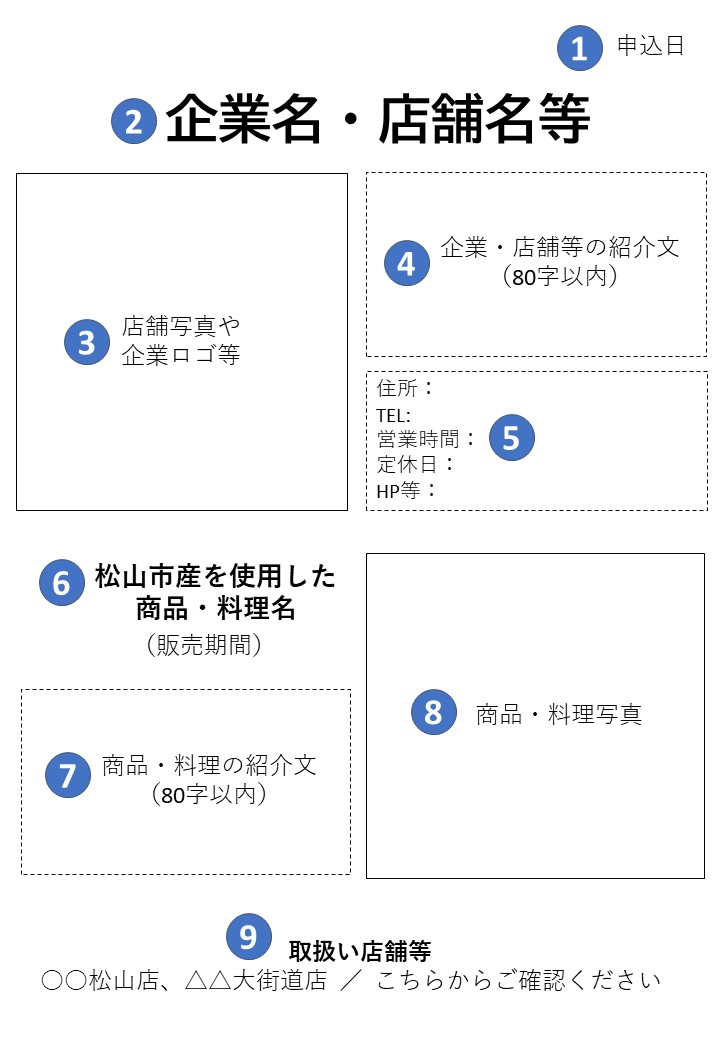 1 申込日
2 企業名・店舗名等
3 店舗写真や
企業ロゴ等
4 企業・店舗等の紹介文
（80字以内）
住所：
TEL:
営業時間：
5
定休日：
HP等：
6 松山市産を使用した
商品・料理名
（販売期間）
7 商品・料理の紹介文
（80字以内）
8 商品・料理写真
9 取扱い店舗等
〇〇松山店、△△大街道店 ／ こちらからご確認ください